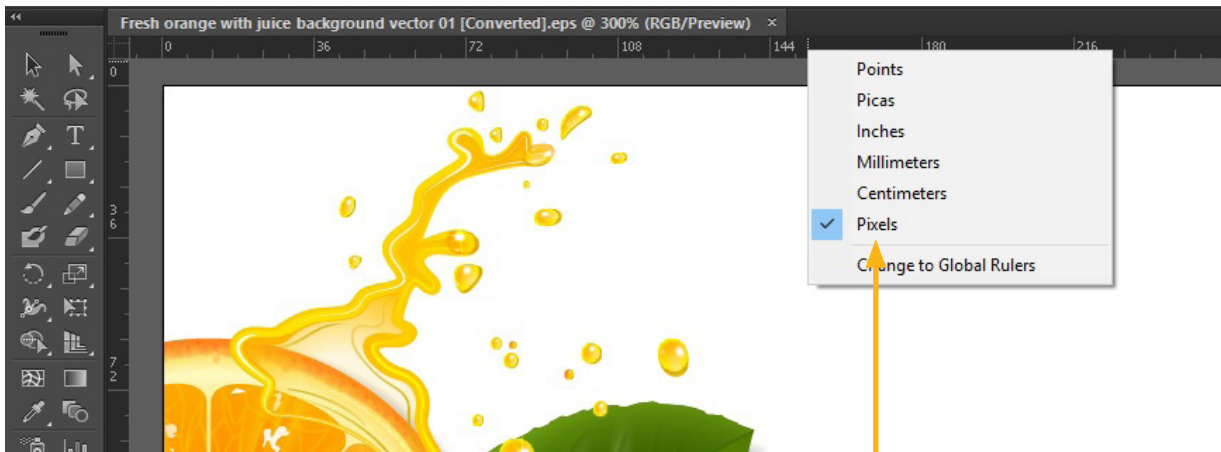 Fresh orange with juice background vector 01 [Converted].eps @ 300% (RGB/Preview) ×
0 36 72 108 144 180 216
0
Points
Picas
Inches
Millimeters
Centimeters
Pixels
Change to Global Rulers
3
6
7
2
T